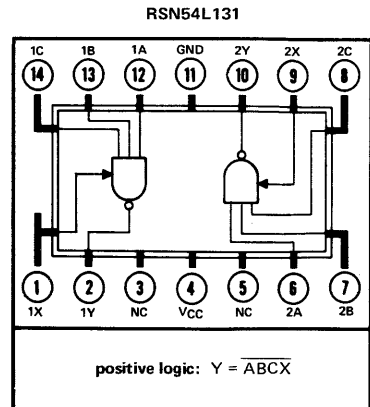 RSN54L131
1C 1B 1A GND 2Y 2X 2C
14 13 12 11 10 9 8
1 2 3 4 5 6 7
1X 1Y NC VCC NC 2A 2B
positive logic: Y = \overline{ABCX}